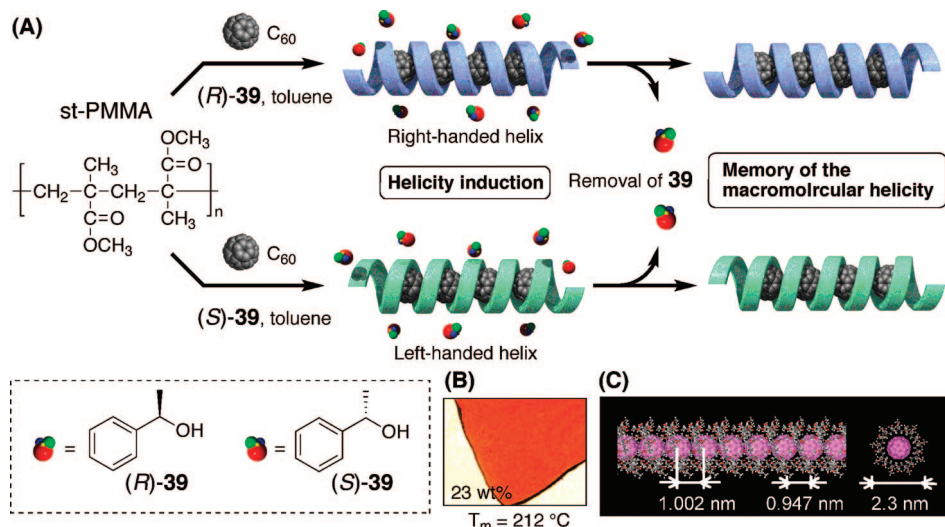 (A)
C60
(R)-39, toluene
Right-handed helix
st-PMMA
CH2
CH3
C=O
OCH3
CH2
OCH3
C=O
C
CH3
n
Helicity induction
Removal of 39
Memory of the
macromolrcular helicity
C60
(S)-39, toluene
Left-handed helix
=
OH
(R)-39
=
OH
(S)-39
(B)
23 wt%
Tm = 212 °C
(C)
1.002 nm
0.947 nm
2.3 nm